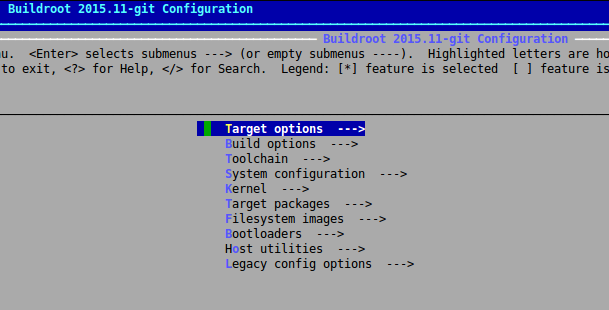 Buildroot 2015.11-git Configuration
Buildroot 2015.11-git Configuration
u. <Enter> selects submenus ---> (or empty submenus ----). Highlighted letters are ho
to exit, <?> for Help, </> for Search. Legend: [*] feature is selected [ ] feature is
Target options --->
Build options --->
Toolchain --->
System configuration --->
Kernel --->
Target packages --->
Filesystem images --->
Bootloaders --->
Host utilities --->
Legacy config options --->